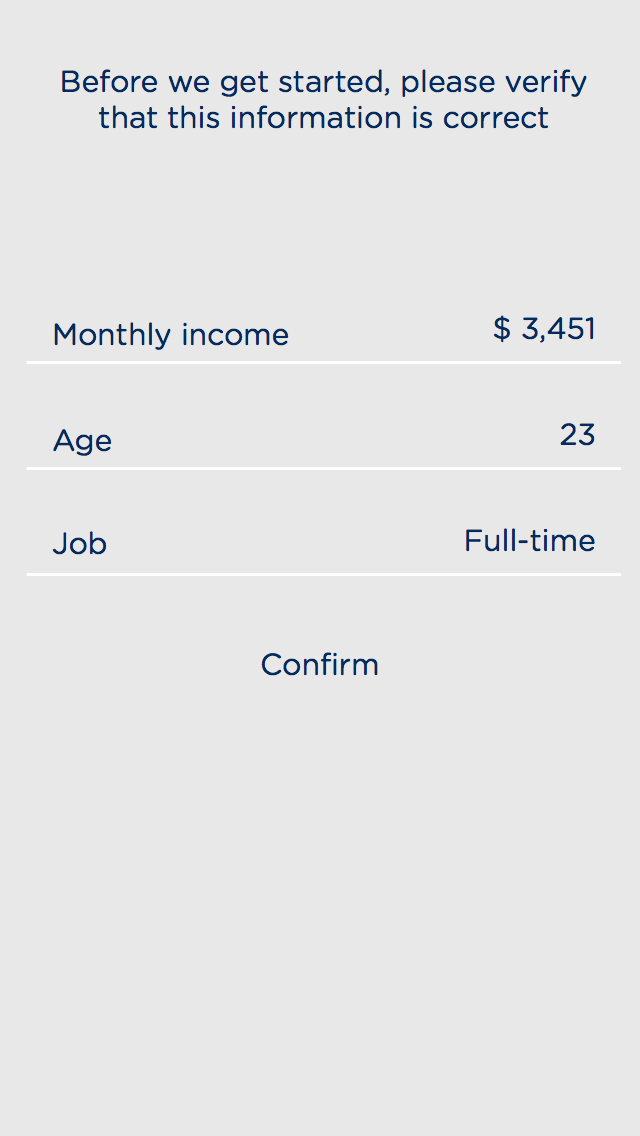 Before we get started, please verify
that this information is correct
Monthly income $ 3,451
Age 23
Job Full-time
Confirm